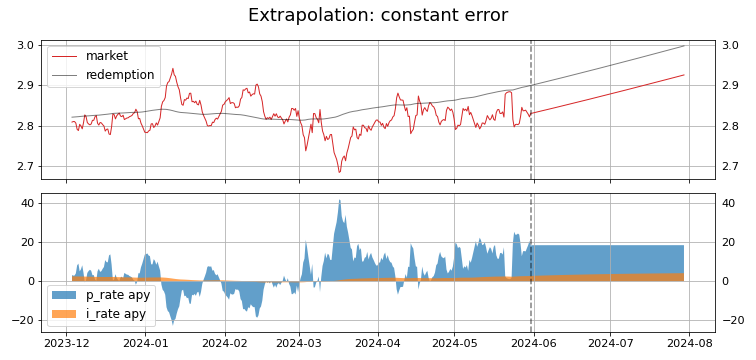 Extrapolation: constant error
3.0
2.9
2.8
2.7
3.0
2.9
2.8
2.7
market
redemption
40
20
0
−20
40
20
0
−20
p_rate apy
i_rate apy
2023-12 2024-01 2024-02 2024-03 2024-04 2024-05 2024-06 2024-07 2024-08